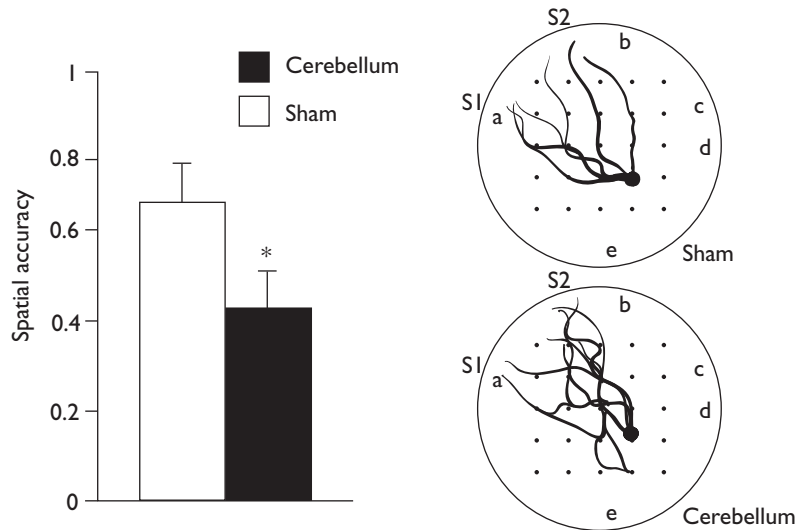 Cerebellum
Sham
Spatial accuracy
1
0.8
0.6
0.4
0.2
0
*
S2
b
S1
a
c
d
e
Sham
S2
b
S1
a
c
d
e
Cerebellum